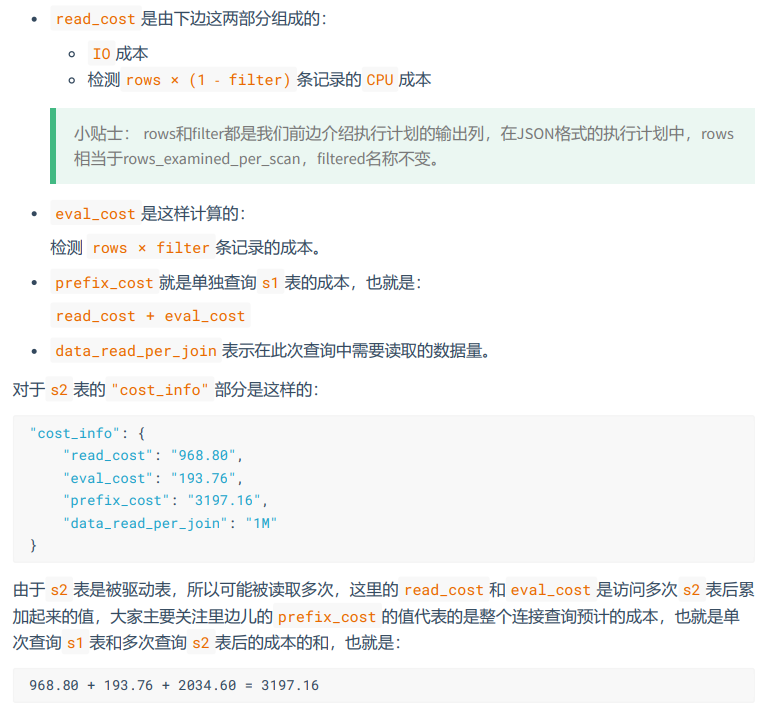 read_cost 是由下边这两部分组成的：
IO 成本
检测 rows × (1 - filter) 条记录的 CPU 成本
小贴士： rows和filter都是我们前边介绍执行计划的输出列，在JSON格式的执行计划中，rows
相当于rows_examined_per_scan，filtered名称不变。
eval_cost 是这样计算的：
检测 rows × filter 条记录的成本。
prefix_cost 就是单独查询 s1 表的成本，也就是：
read_cost + eval_cost
data_read_per_join 表示在此次查询中需要读取的数据量。
对于 s2 表的 "cost_info" 部分是这样的：
"cost_info": {
"read_cost": "968.80",
"eval_cost": "193.76",
"prefix_cost": "3197.16",
"data_read_per_join": "1M"
}
由于 s2 表是被驱动表，所以可能被读取多次，这里的 read_cost 和 eval_cost 是访问多次 s2 表后累
加起来的值，大家主要关注里边儿的 prefix_cost 的值代表的是整个连接查询预计的成本，也就是单
次查询 s1 表和多次查询 s2 表后的成本的和，也就是：
968.80 + 193.76 + 2034.60 = 3197.16